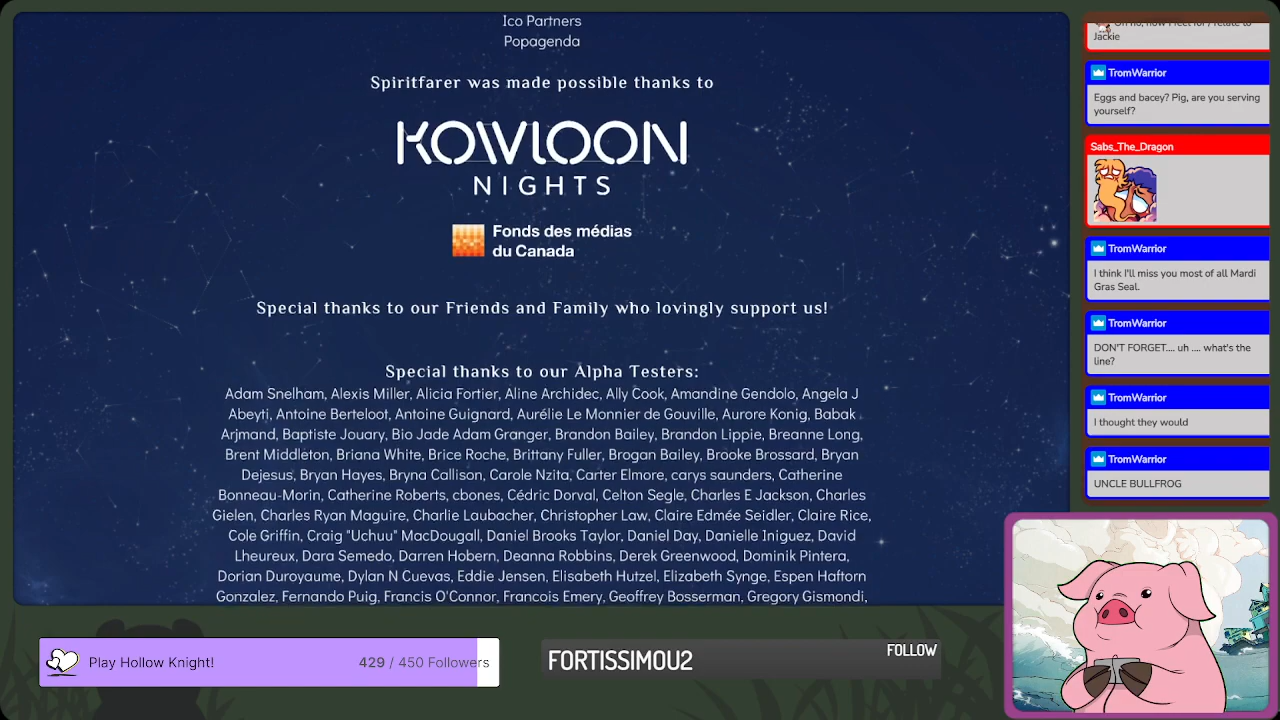 Ico Partners
Popagenda
Spiritfarer was made possible thanks to
KOWLOON
NIGHTS
Fonds des médias
du Canada
Special thanks to our Friends and Family who lovingly support us!
Special thanks to our Alpha Testers:
Adam Snelham, Alexis Miller, Alicia Fortier, Aline Archidec, Ally Cook, Amandine Gendolo, Angela J
Abeyti, Antoine Berteloot, Antoine Guignard, Aurélie Le Monnier de Gouville, Aurore Konig, Babak
Arjmand, Baptiste Jouary, Bio Jade Adam Granger, Brandon Bailey, Brandon Lippie, Breanne Long,
Brent Middleton, Briana White, Brice Roche, Brittany Fuller, Brogan Bailey, Brooke Brossard, Bryan
Dejesus, Bryan Hayes, Bryna Callison, Carole Nzita, Carter Elmore, carys saunders, Catherine
Bonneau-Morin, Catherine Roberts, cbones, Cédric Dorval, Celton Segle, Charles E Jackson, Charles
Gielen, Charles Ryan Maguire, Charlie Laubacher, Christopher Law, Claire Edmée Seidler, Claire Rice,
Cole Griffin, Craig "Uchuu" MacDougall, Daniel Brooks Taylor, Daniel Day, Danielle Iniguez, David
Lheureux, Dara Semedo, Darren Hobern, Deanna Robbins, Derek Greenwood, Dominik Pintera,
Dorian Duroyaume, Dylan N Cuevas, Eddie Jensen, Elisabeth Hutzel, Elizabeth Synge, Espen Haftorn
Gonzalez, Fernando Puig, Francis O'Connor, Francois Emery, Geoffrey Bosserman, Gregory Gismondi,
Jackie
TromWarrior
Eggs and bacey? Pig, are you serving
yourself?
Sabs_The_Dragon
TromWarrior
I think I'll miss you most of all Mardi
Gras Seal.
TromWarrior
DON'T FORGET.... uh .... what's the
line?
TromWarrior
I thought they would
TromWarrior
UNCLE BULLFROG
Play Hollow Knight!
429 / 450 Followers
FORTISSIMOU2
FOLLOW